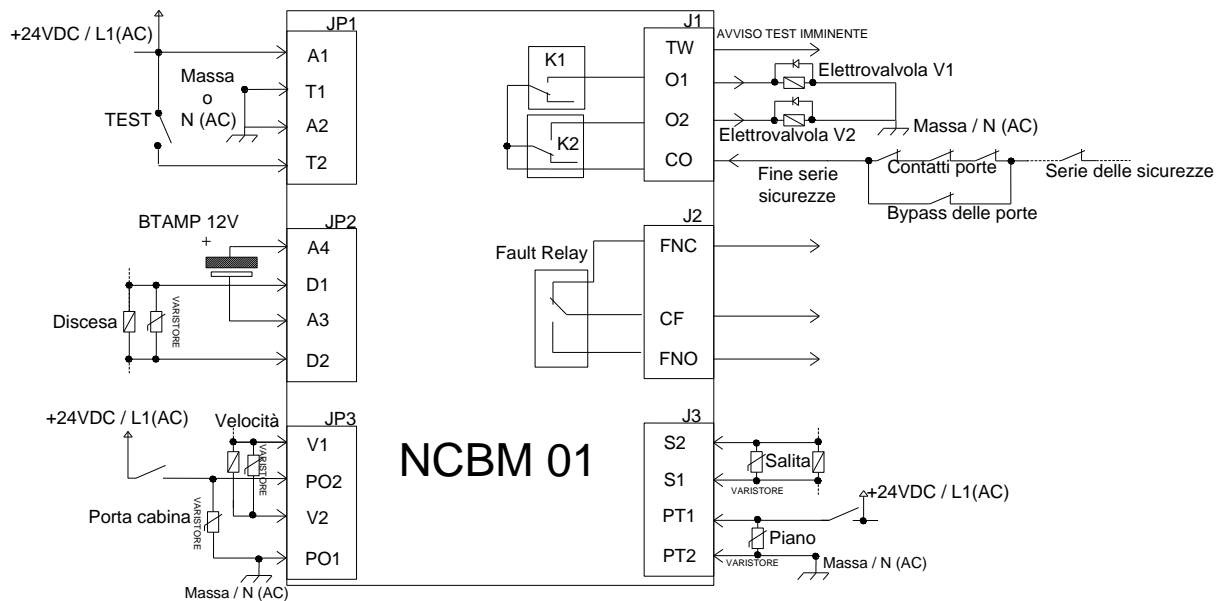 +24VDC / L1(AC)
JP1
A1
T1
A2
T2
Massa
o
N (AC)
TEST
BTAMP 12V
+
JP2
A4
D1
A3
D2
VARISTORE
Discesa
+24VDC / L1(AC)
Velocità
JP3
V1
PO2
V2
PO1
VARISTORE
Porta cabina
VARISTORE
Massa / N (AC)
NCBM 01
J1
TW
O1
O2
CO
K1
K2
AVVISO TEST IMMINENTE
Elettrovalvola V1
Elettrovalvola V2
Massa / N (AC)
Fine serie
sicurezze
Contatti porte
Serie delle sicurezze
Bypass delle porte
J2
FNC
CF
FNO
Fault Relay
J3
S2
S1
PT1
PT2
Salita
VARISTORE
+24VDC / L1(AC)
Piano
VARISTORE
Massa / N (AC)